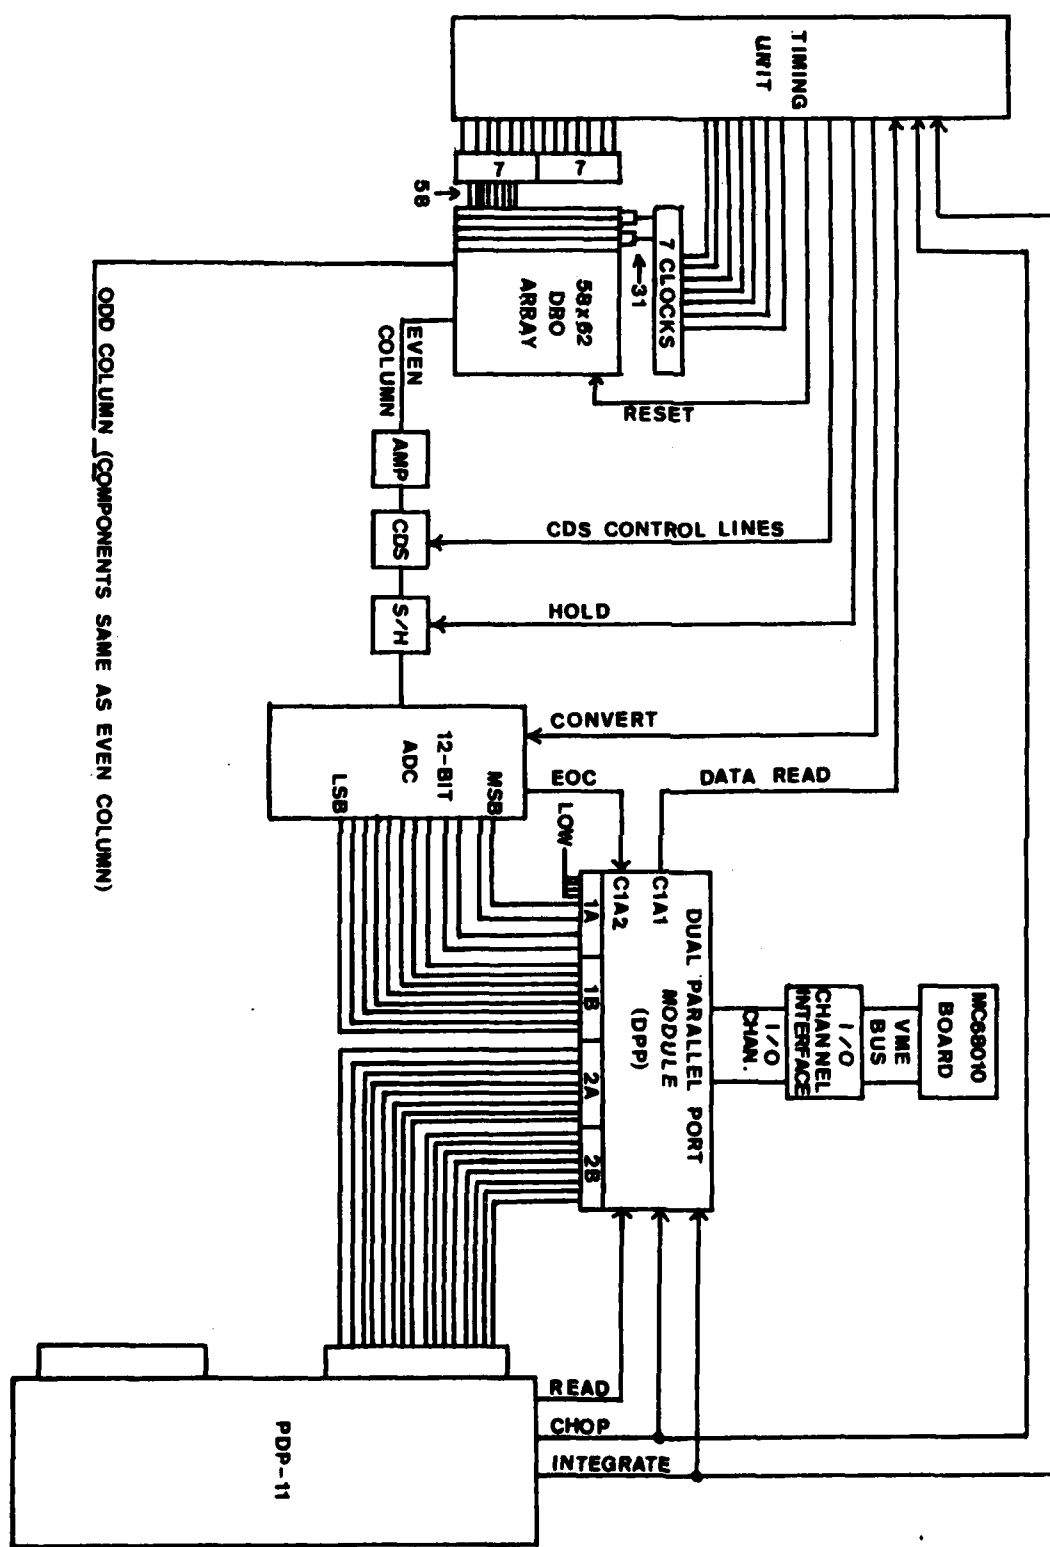 TIMING
UNIT
7
7
58
7 CLOCKS
31
58x62
DRO
ARRAY
RESET
EVEN
COLUMN
AMP
CDS
CDS CONTROL LINES
S/H
HOLD
12-BIT
ADC
MSB
LSB
CONVERT
EOC
DATA READ
LOW
C1A1
C1A2
1A
1B
2A
2B
DUAL PARALLEL PORT
MODULE
(DPP)
I/O
CHAN.
I/O
CHANNEL
INTERFACE
VME
BUS
MC68010
BOARD
READ
CHOP
INTEGRATE
PDP-11
ODD COLUMN (COMPONENTS SAME AS EVEN COLUMN)